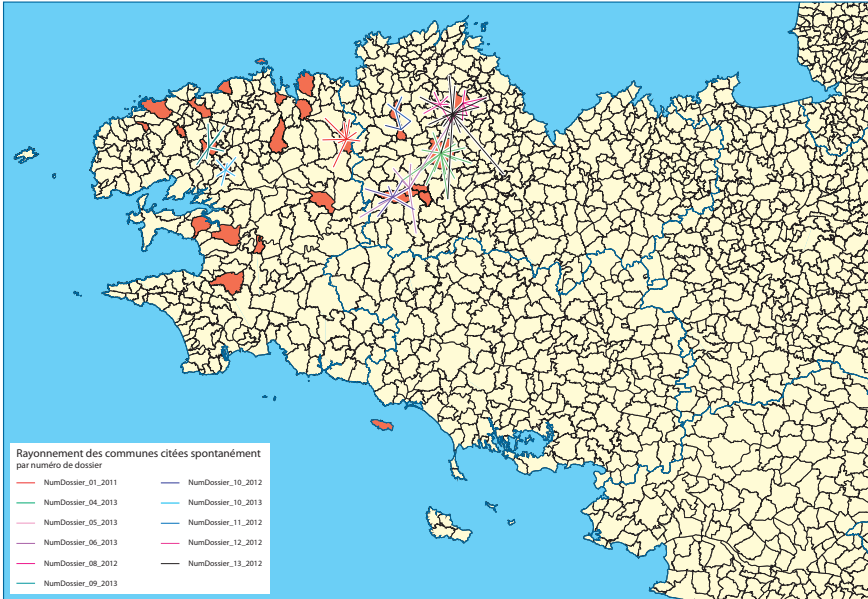 Rayonnement des communes citées spontanément
par numéro de dossier
NumDossier_01_2011
NumDossier_04_2013
NumDossier_05_2013
NumDossier_06_2013
NumDossier_08_2012
NumDossier_09_2013
NumDossier_10_2012
NumDossier_10_2013
NumDossier_11_2012
NumDossier_12_2012
NumDossier_13_2012